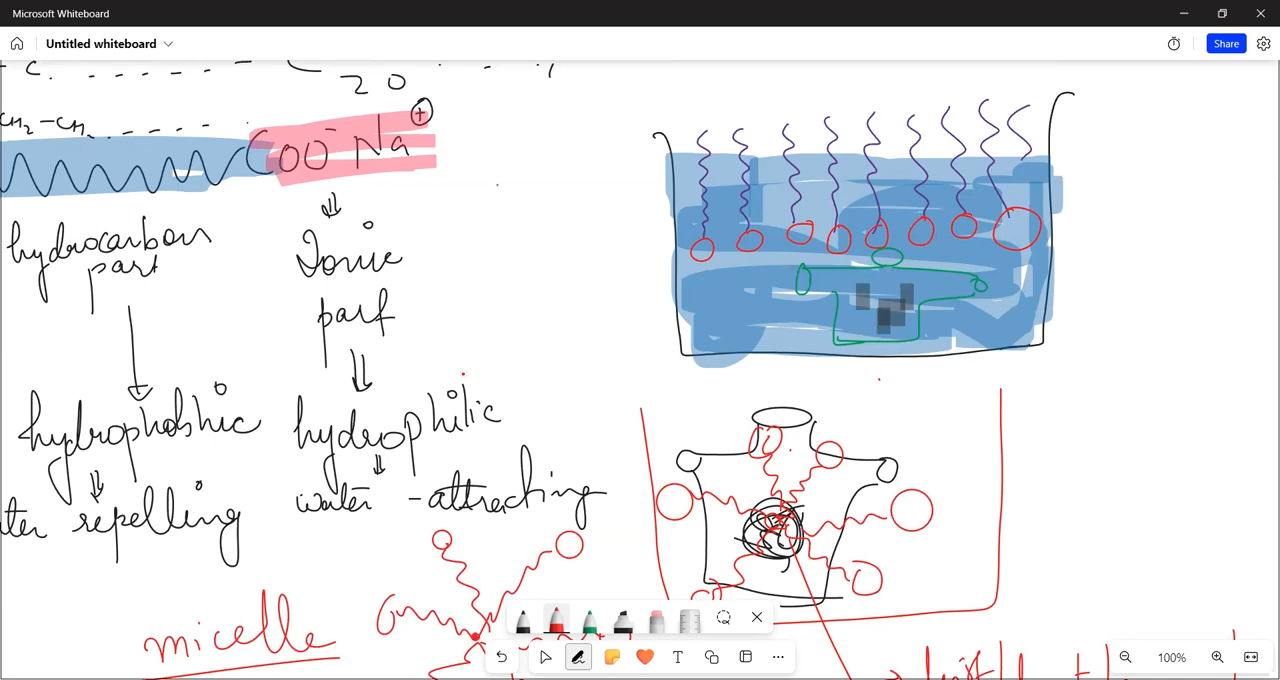 Microsoft Whiteboard
Untitled whiteboard
Share
C. ......
20
CH2-CH2 ......
COO⁻Na⊕
hydrocarbon
part
Ionic
part
hydrophobic
hydrophilic
water -attracting
repelling
micelle
100%